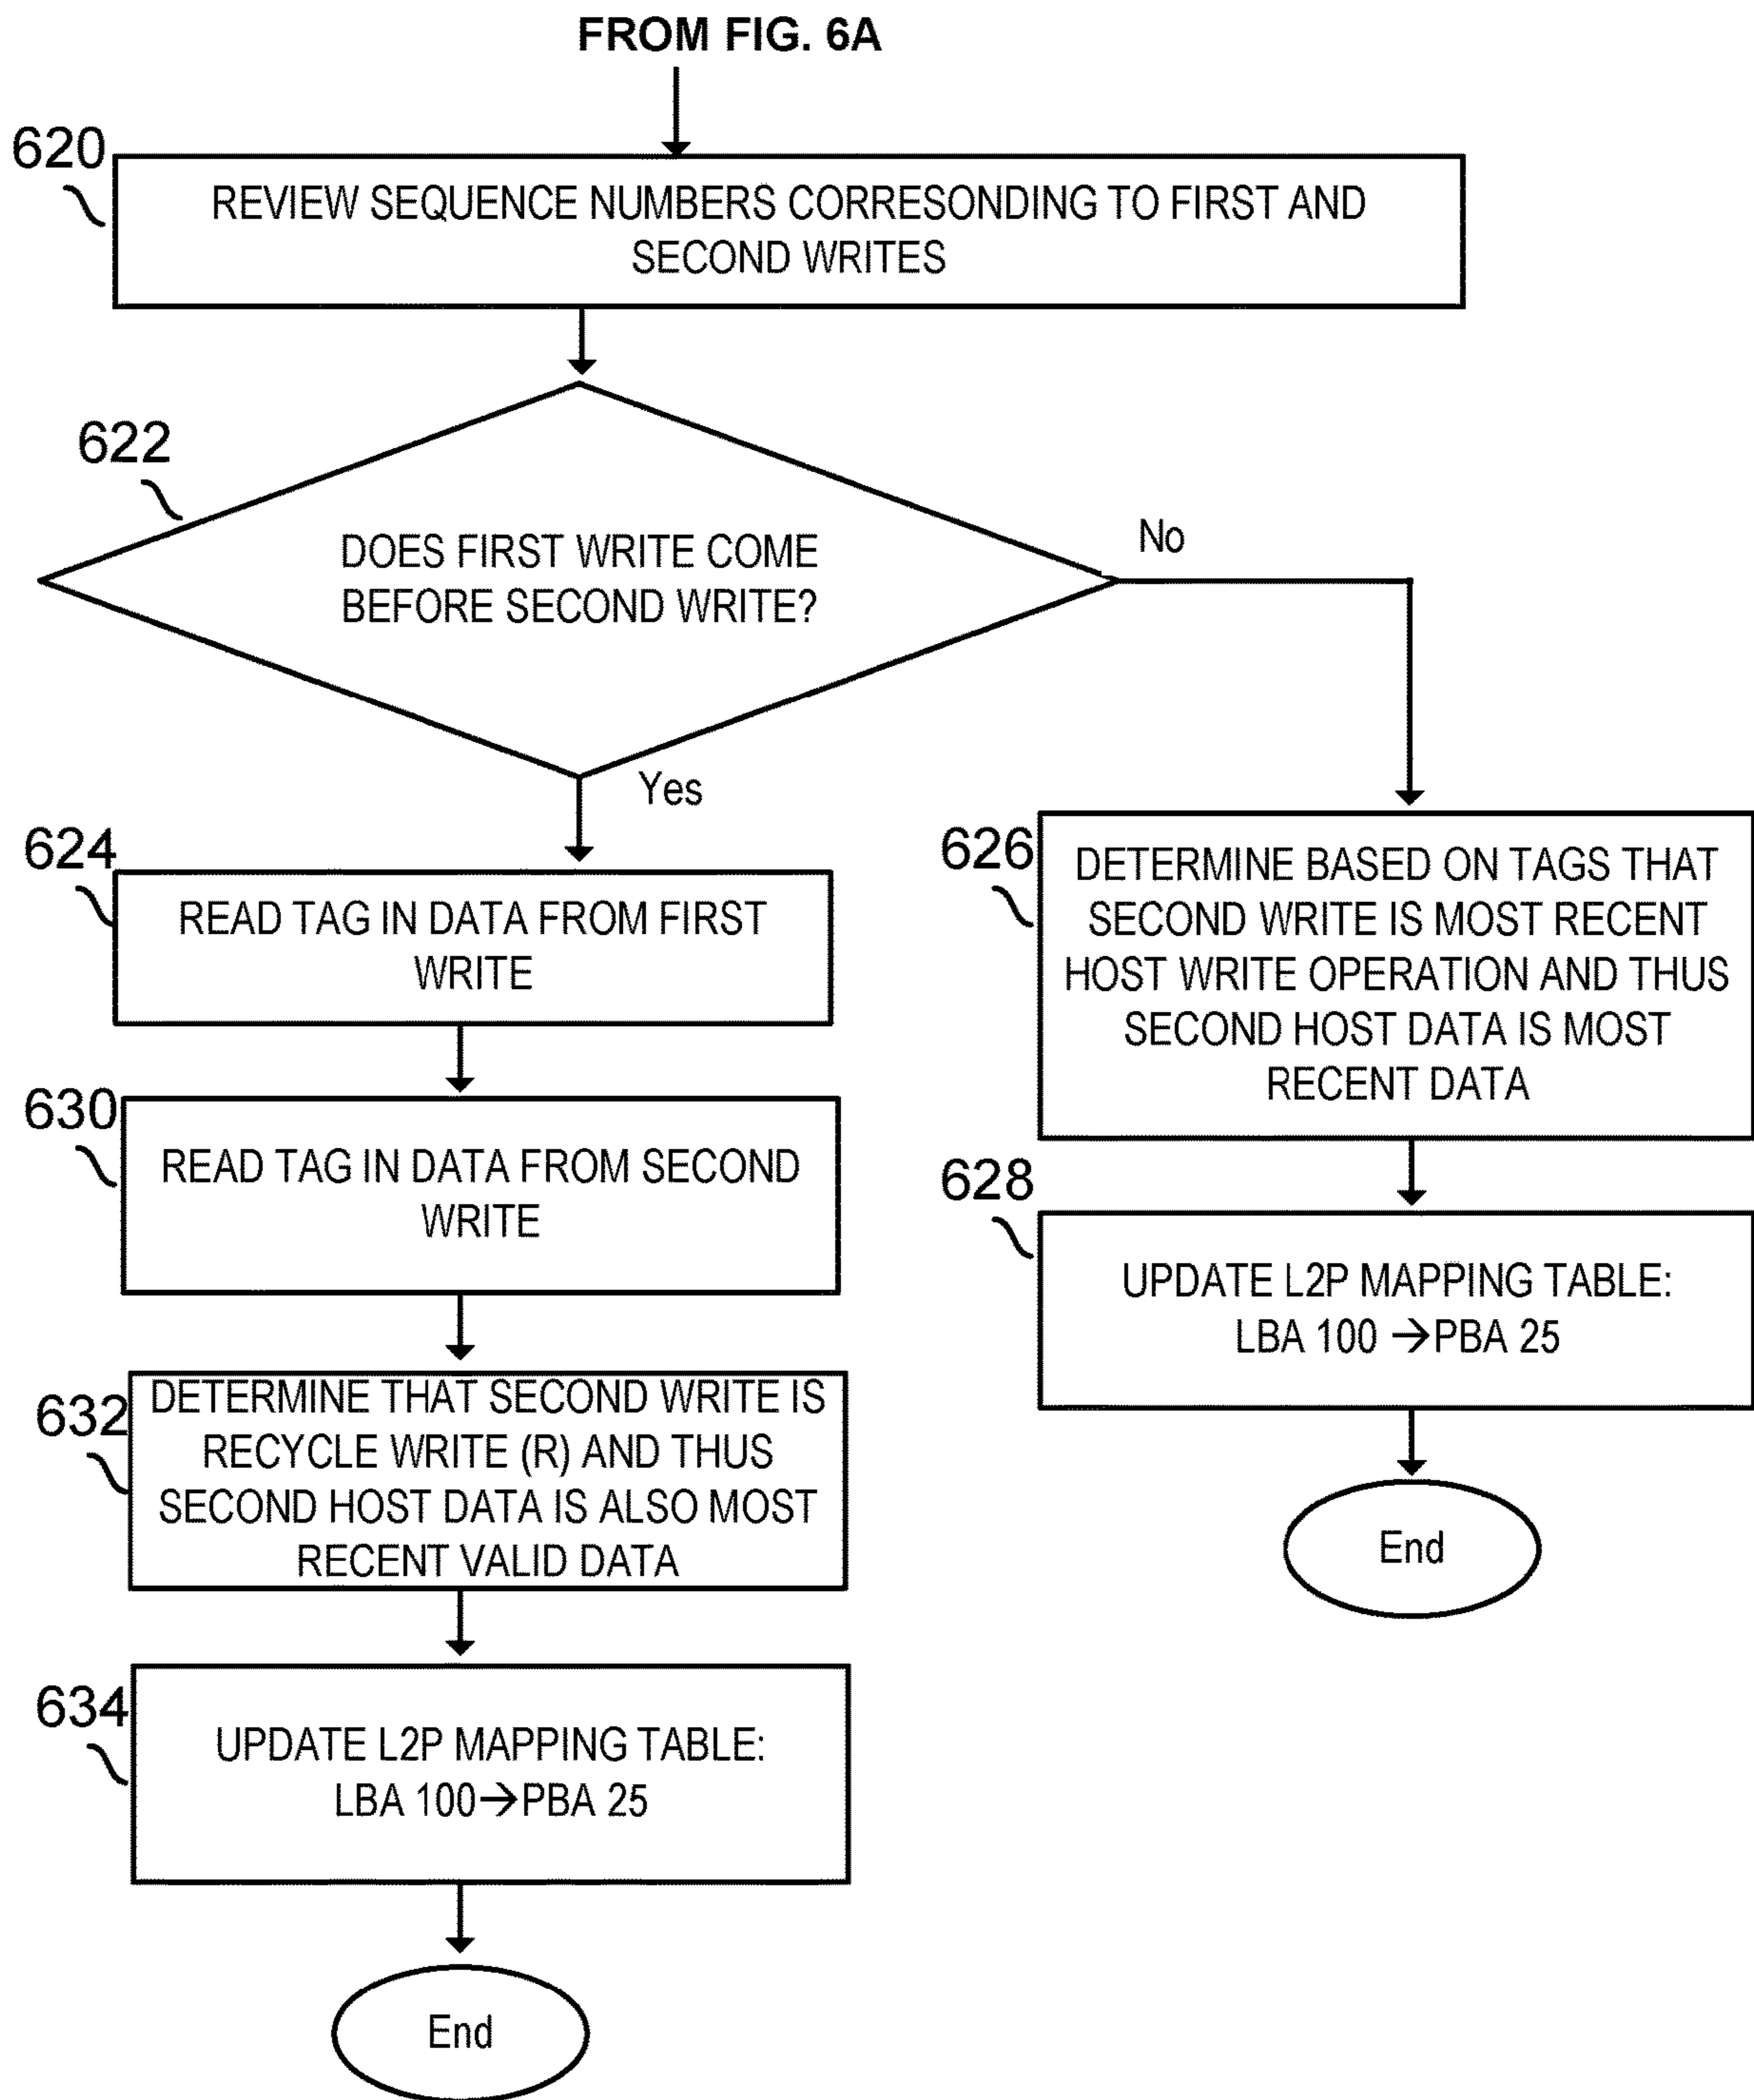 FROM FIG. 6A
620
REVIEW SEQUENCE NUMBERS CORRESONDING TO FIRST AND
SECOND WRITES
622
DOES FIRST WRITE COME
BEFORE SECOND WRITE?
No
Yes
624
READ TAG IN DATA FROM FIRST
WRITE
630
READ TAG IN DATA FROM SECOND
WRITE
632
DETERMINE THAT SECOND WRITE IS
RECYCLE WRITE (R) AND THUS
SECOND HOST DATA IS ALSO MOST
RECENT VALID DATA
634
UPDATE L2P MAPPING TABLE:
LBA 100→PBA 25
End
626
DETERMINE BASED ON TAGS THAT
SECOND WRITE IS MOST RECENT
HOST WRITE OPERATION AND THUS
SECOND HOST DATA IS MOST
RECENT DATA
628
UPDATE L2P MAPPING TABLE:
LBA 100 →PBA 25
End